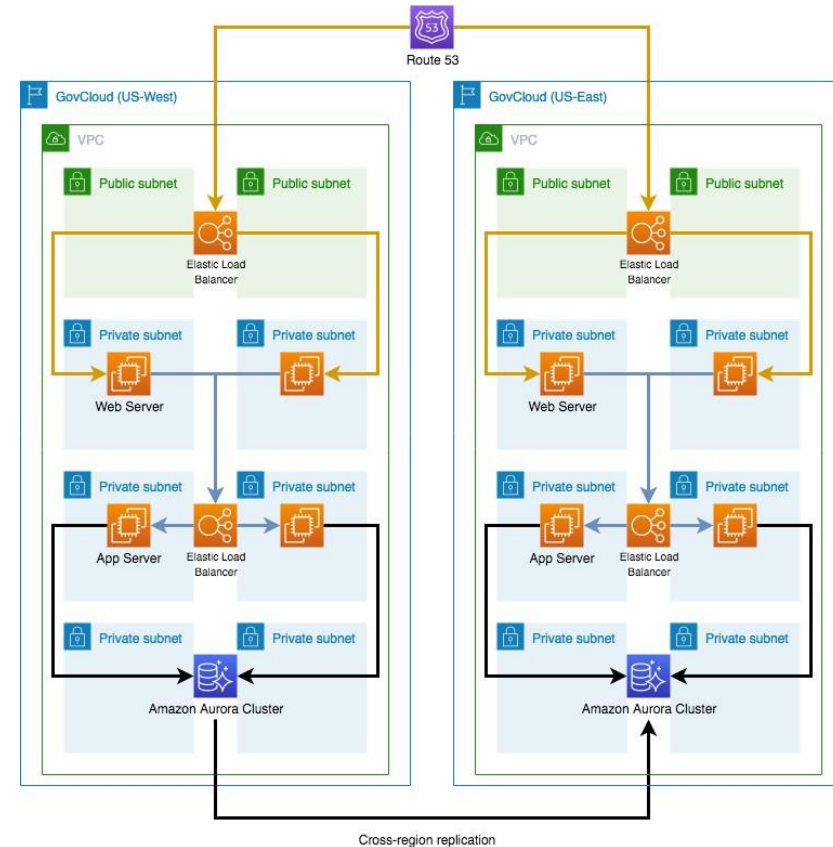 53
Route 53
GovCloud (US-West)
VPC
Public subnet
Public subnet
Elastic Load
Balancer
Private subnet
Private subnet
Web Server
Private subnet
Private subnet
App Server
Elastic Load
Balancer
Private subnet
Private subnet
Amazon Aurora Cluster
GovCloud (US-East)
VPC
Public subnet
Public subnet
Elastic Load
Balancer
Private subnet
Private subnet
Web Server
Private subnet
Private subnet
App Server
Elastic Load
Balancer
Private subnet
Private subnet
Amazon Aurora Cluster
Cross-region replication